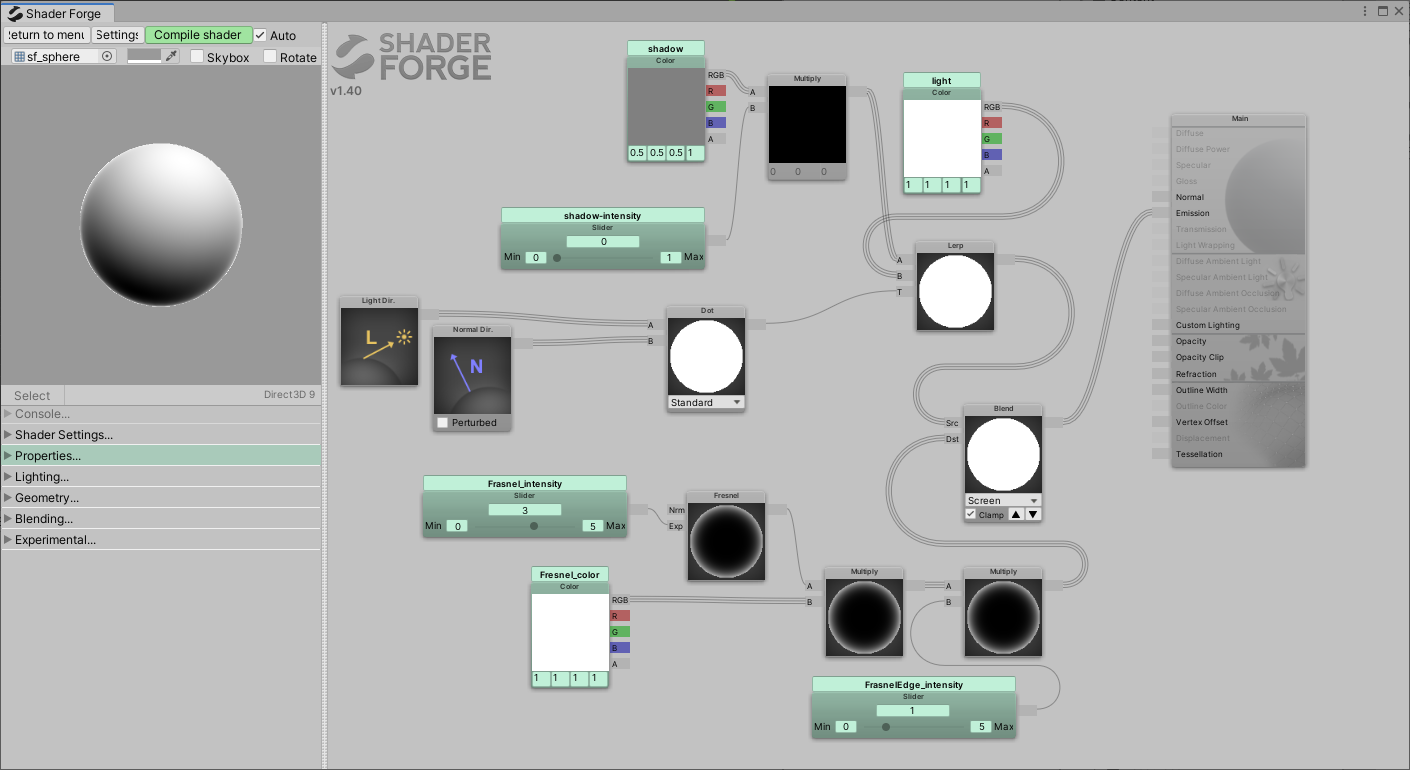 Shader Forge
Return to menu
Settings
Compile shader
Auto
sf_sphere
Skybox
Rotate
Select
Direct3D 9
Console...
Shader Settings...
Properties...
Lighting...
Geometry...
Blending...
Experimental...
SHADER
FORGE
v1.40
shadow
Color
RGB
R
G
B
A
0.5 0.5 0.5 1
Multiply
A
B
0 0 0
light
Color
RGB
R
G
B
A
1 1 1 1
shadow-intensity
Slider
0
Min 0 1 Max
Light Dir.
L
Normal Dir.
N
Perturbed
Dot
A
B
Standard
Lerp
A
B
T
Blend
Src
Dst
Screen
Clamp
Frasnel_intensity
Slider
3
Min 0 5 Max
Fresnel
Nrm
Exp
Fresnel_color
Color
RGB
R
G
B
A
1 1 1 1
Multiply
A
B
Multiply
A
B
FrasnelEdge_intensity
Slider
1
Min 0 5 Max
Main
Diffuse
Diffuse Power
Specular
Gloss
Normal
Emission
Transmission
Light Wrapping
Diffuse Ambient Light
Specular Ambient Light
Diffuse Ambient Occlusion
Specular Ambient Occlusion
Custom Lighting
Opacity
Opacity Clip
Refraction
Outline Width
Outline Color
Vertex Offset
Displacement
Tessellation